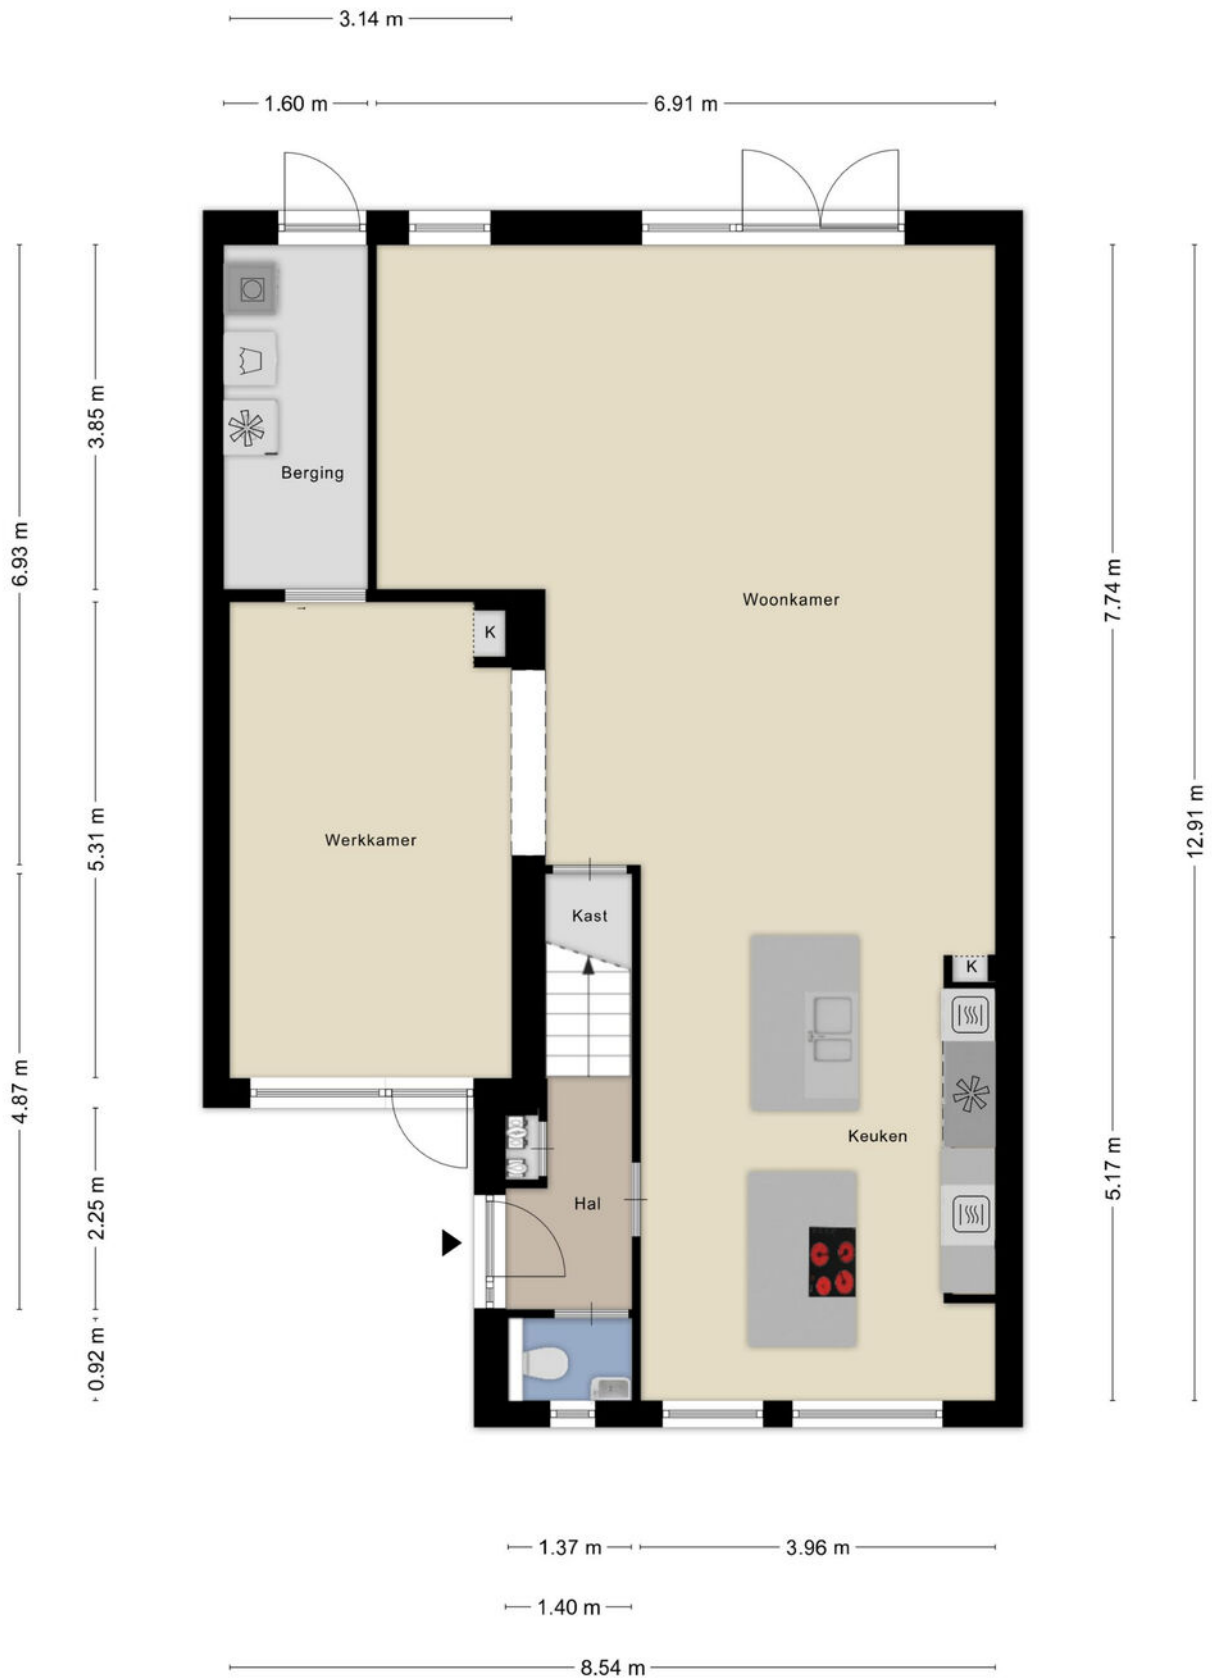 3.14 m
1.60 m
6.91 m
3.85 m
Berging
6.93 m
7.74 m
Woonkamer
K
12.91 m
5.31 m
Werkkamer
Kast
K
4.87 m
Keuken
5.17 m
2.25 m
Hal
0.92 m
1.37 m
3.96 m
1.40 m
8.54 m